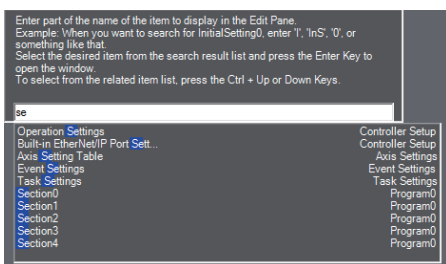 Enter part of the name of the item to display in the Edit Pane.
Example: When you want to search for InitialSetting0, enter 'I', 'InS', '0', or
something like that.
Select the desired item from the search result list and press the Enter Key to
open the window.
To select from the related item list, press the Ctrl + Up or Down Keys.
se
Operation Settings Controller Setup
Built-in EtherNet/IP Port Sett... Controller Setup
Axis Setting Table Axis Settings
Event Settings Event Settings
Task Settings Task Settings
Section0 Program0
Section1 Program0
Section2 Program0
Section3 Program0
Section4 Program0